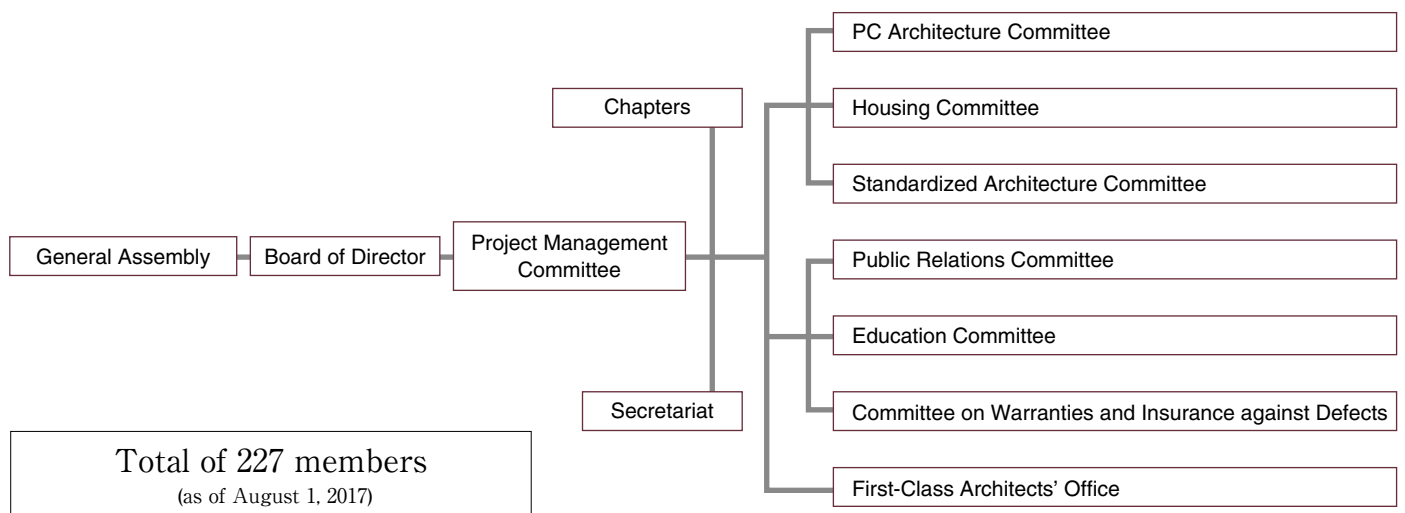 General Assembly
Board of Director
Project Management
Committee
Chapters
Secretariat
PC Architecture Committee
Housing Committee
Standardized Architecture Committee
Public Relations Committee
Education Committee
Committee on Warranties and Insurance against Defects
First-Class Architects' Office
Total of 227 members
(as of August 1, 2017)